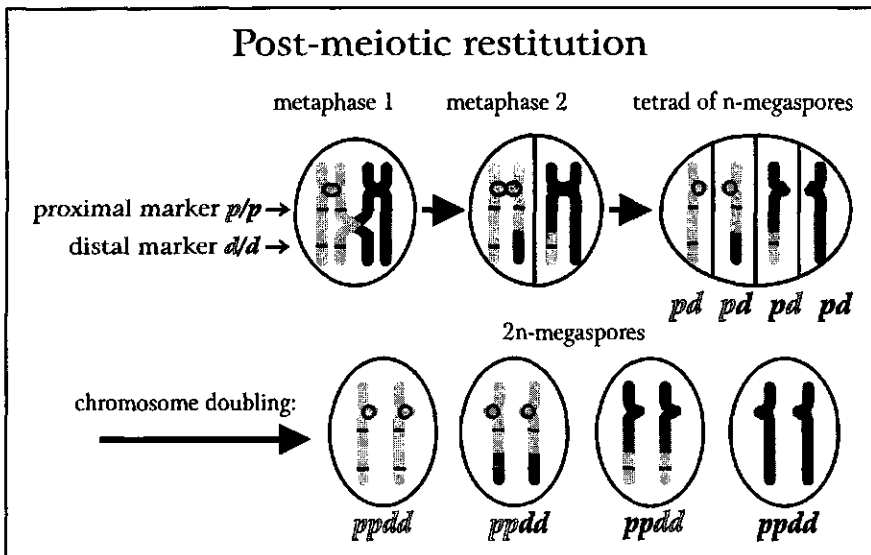 Post-meiotic restitution
metaphase 1 metaphase 2 tetrad of n-megaspores
proximal marker p/p →
distal marker d/d →
pd pd pd pd
2n-megaspores
chromosome doubling:
ppdd ppdd ppdd ppdd